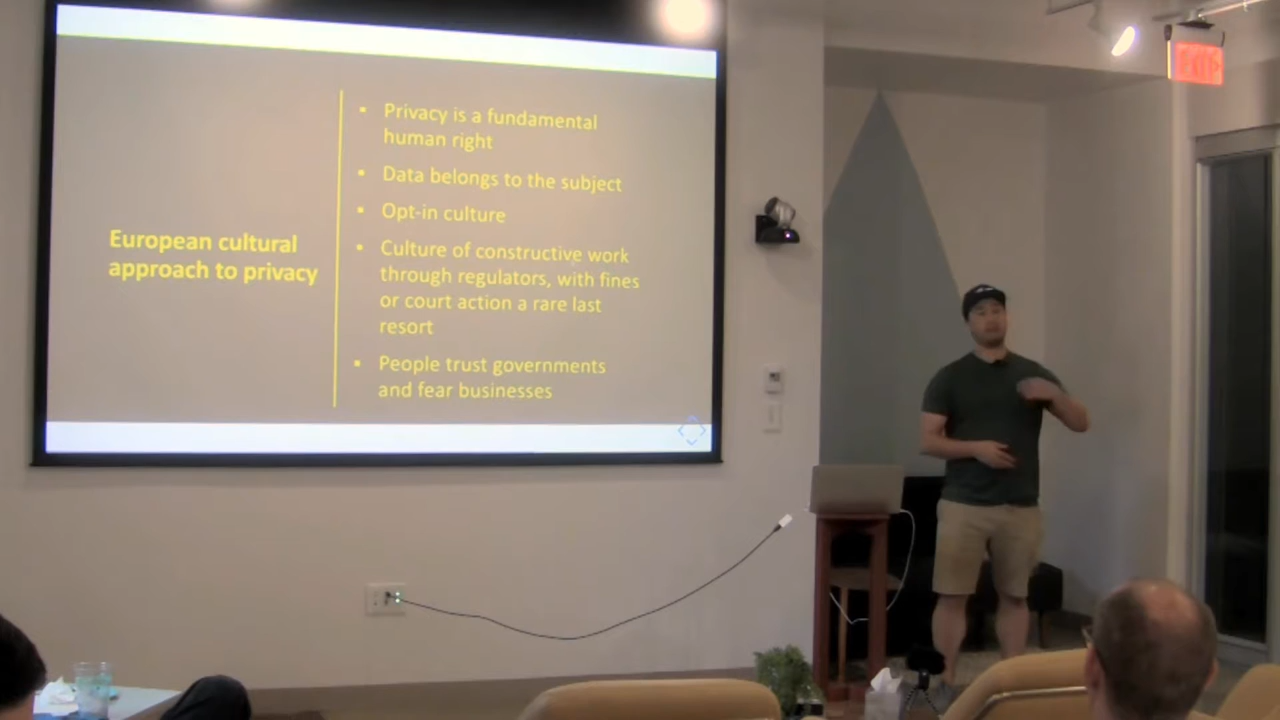 European cultural
approach to privacy
▪ Privacy is a fundamental
human right
▪ Data belongs to the subject
▪ Opt-in culture
▪ Culture of constructive work
through regulators, with fines
or court action a rare last
resort
▪ People trust governments
and fear businesses
EXIT